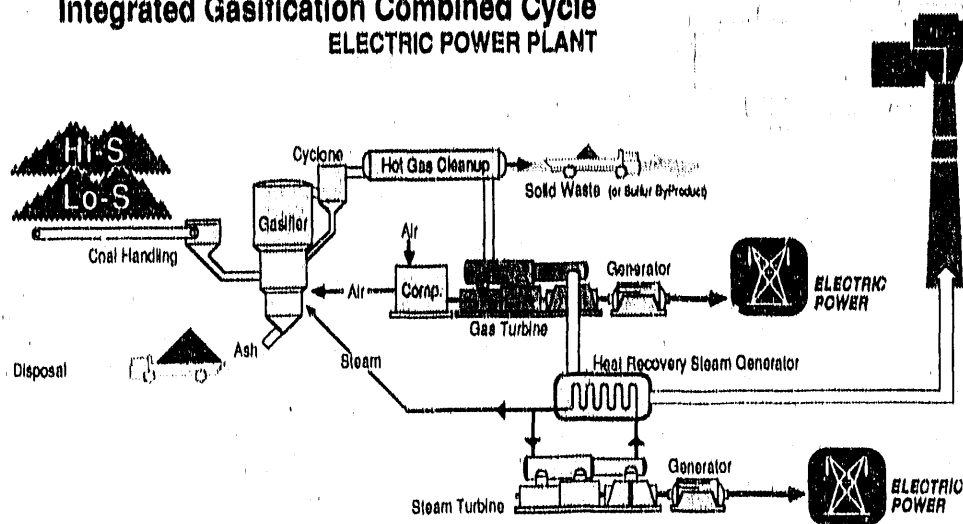 Integrated Gasification Combined Cycle
ELECTRIC POWER PLANT
Hi-S
Lo-S
Coal Handling
Cyclone
Hot Gas Cleanup
Solid Waste (or Sulfur ByProduct)
Gasifier
Air
Air
Comp.
Gas Turbine
Generator
ELECTRIC
POWER
Ash
Disposal
Steam
Heat Recovery Steam Generator
Steam Turbine
Generator
ELECTRIC
POWER